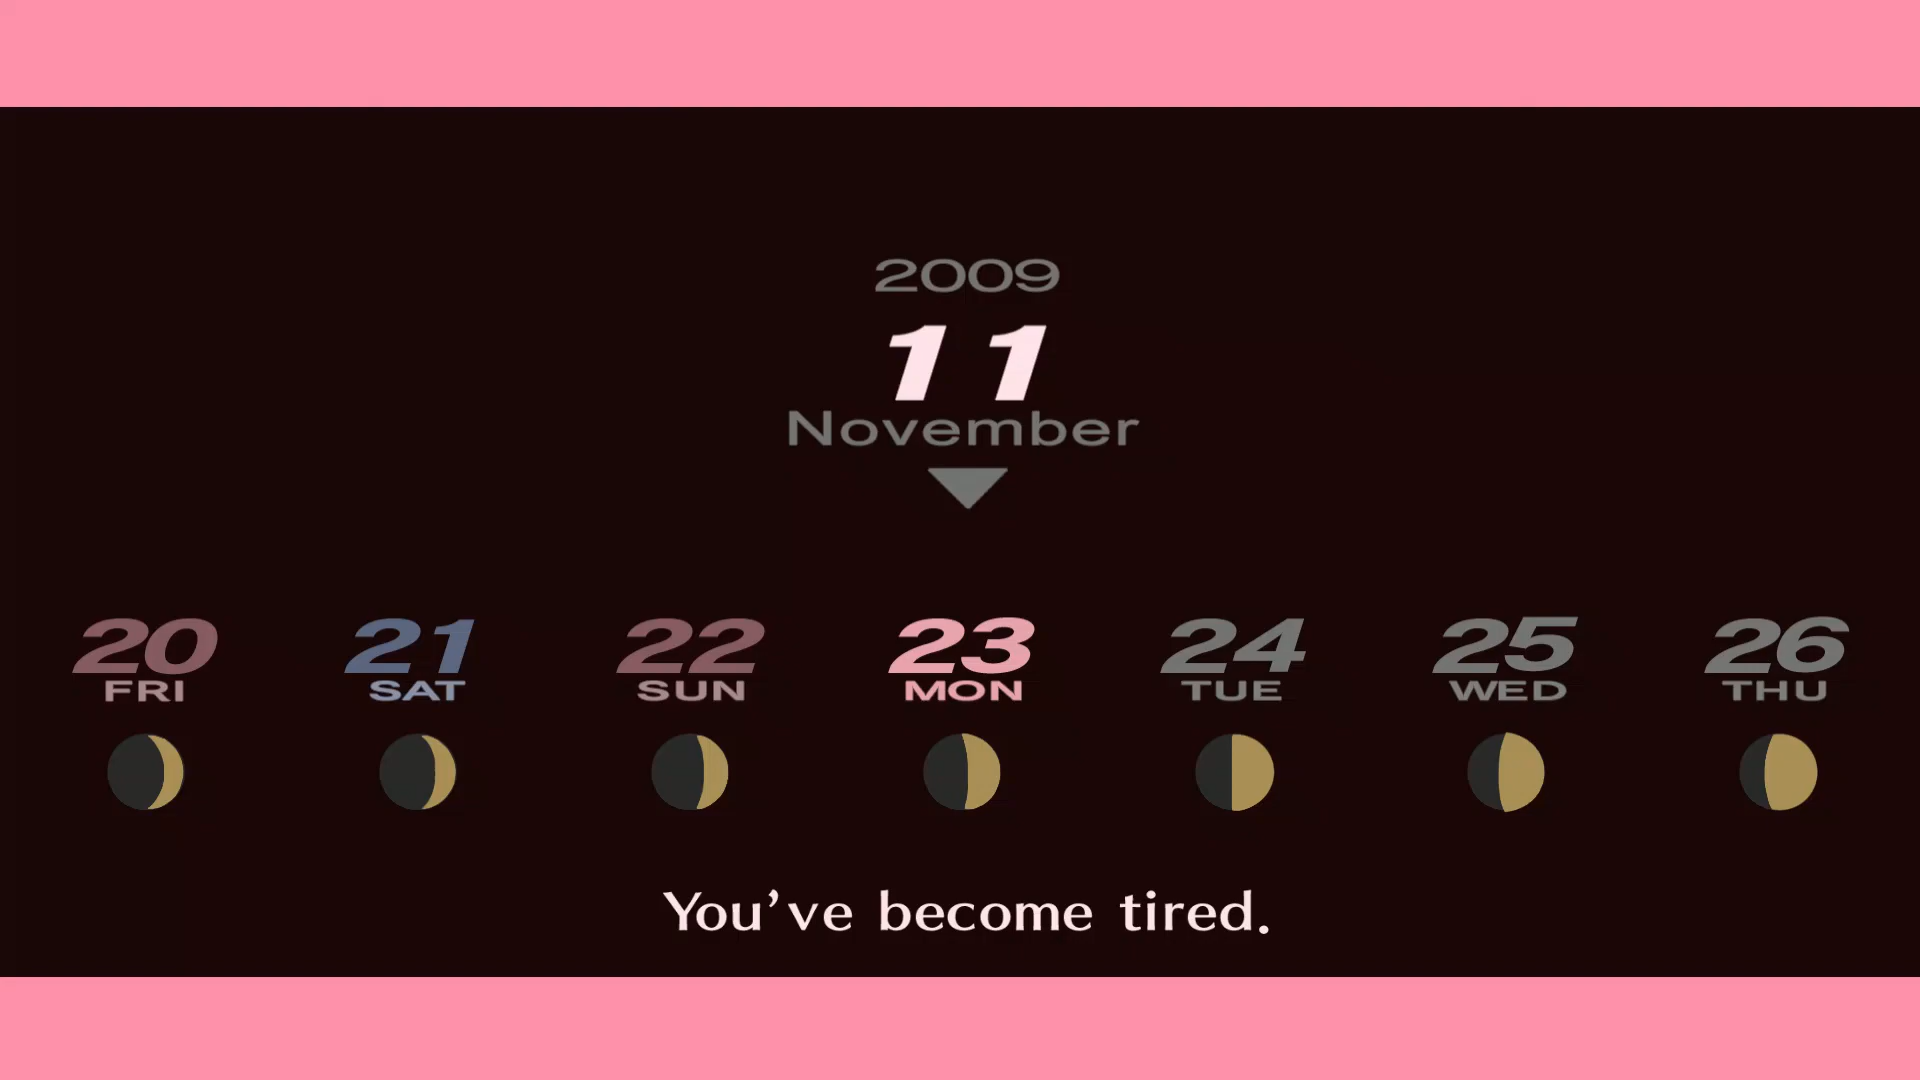 2009
11
November
20 21 22 23 24 25 26
FRI SAT SUN MON TUE WED THU
You've become tired.